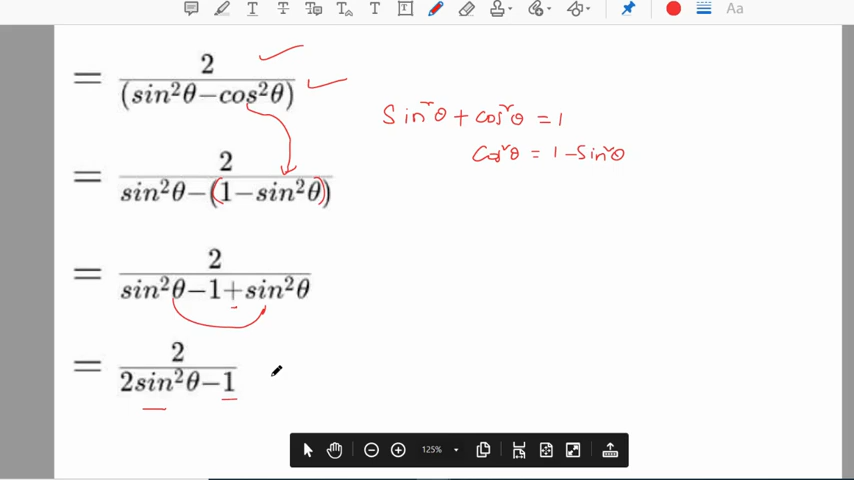 Aa
= 2/(sin²θ−cos²θ)
sin²θ + cos²θ = 1
cos²θ = 1 − sin²θ
= 2/sin²θ−(1−sin²θ)
= 2/sin²θ−1+sin²θ
= 2/2sin²θ−1
125%